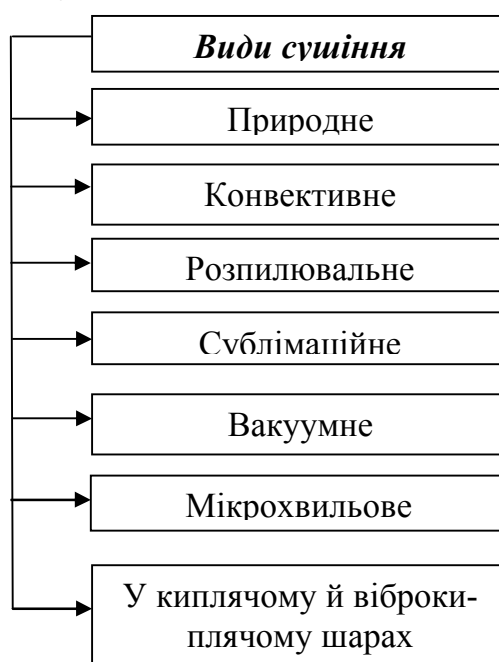 Види сушіння
Природне
Конвективне
Розпилювальне
Сублімаційне
Вакуумне
Мікрохвильове
У киплячому й віброки-
плячому шарах